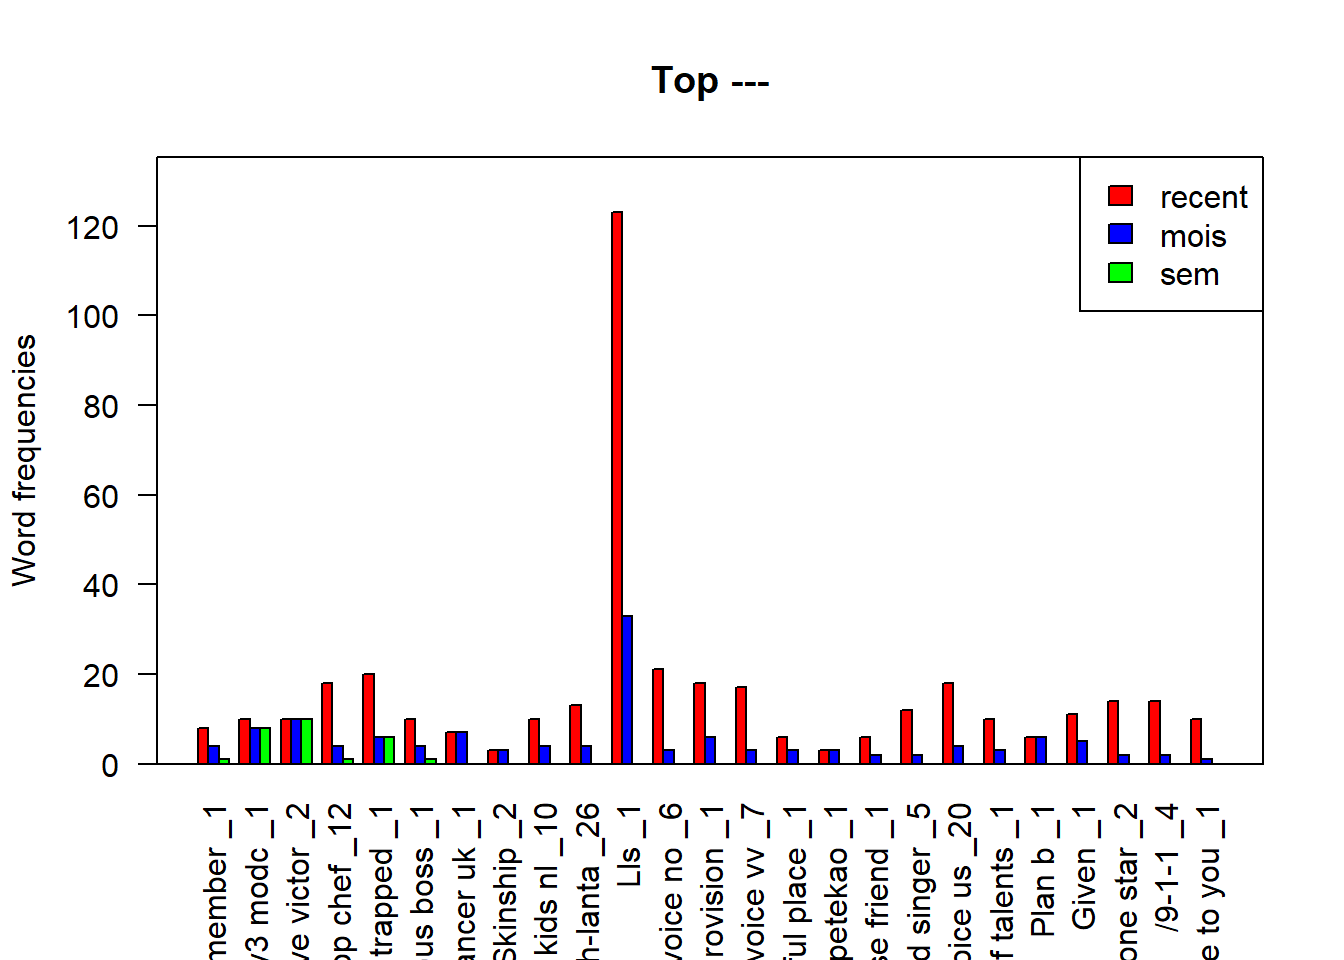 Top ---
Word frequencies
120
100
80
60
40
20
0
recent
mois
sem
member _1
v3 modc _1
ve victor _2
op chef _12
trapped _1
ous boss _1
ancer uk _1
Skinship _2
kids nl _10
h-lanta _26
Lls _1
voice no _6
rovision _1
voice vv _7
ful place _1
petekao _1
se friend _1
d singer _5
oice us _20
f talents _1
Plan b _1
Given _1
one star _2
/9-1-1 _4
e to you _1